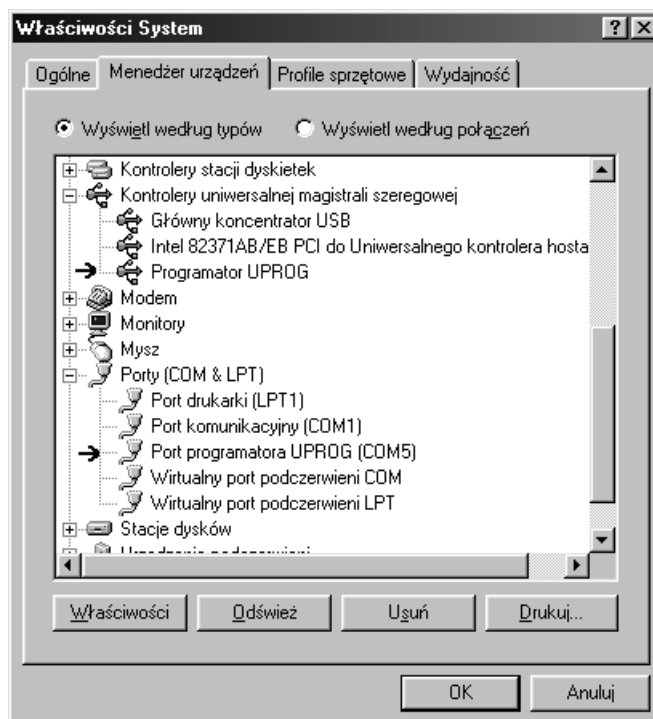 Właściwości System
Ogólne
Menedżer urządzeń
Profile sprzętowe
Wydajność
Wyświetl według typów
Wyświetl według połączeń
Kontrolery stacji dyskietek
Kontrolery uniwersalnej magistrali szeregowej
Główny koncentrator USB
Intel 82371AB/EB PCI do Uniwersalnego kontrolera hosta
Programator UPROG
Modem
Monitory
Mysz
Porty (COM & LPT)
Port drukarki (LPT1)
Port komunikacyjny (COM1)
Port programatora UPROG (COM5)
Wirtualny port podczerwieni COM
Wirtualny port podczerwieni LPT
Stacje dysków
Właściwości
Odśwież
Usuń
Drukuj...
OK
Anuluj